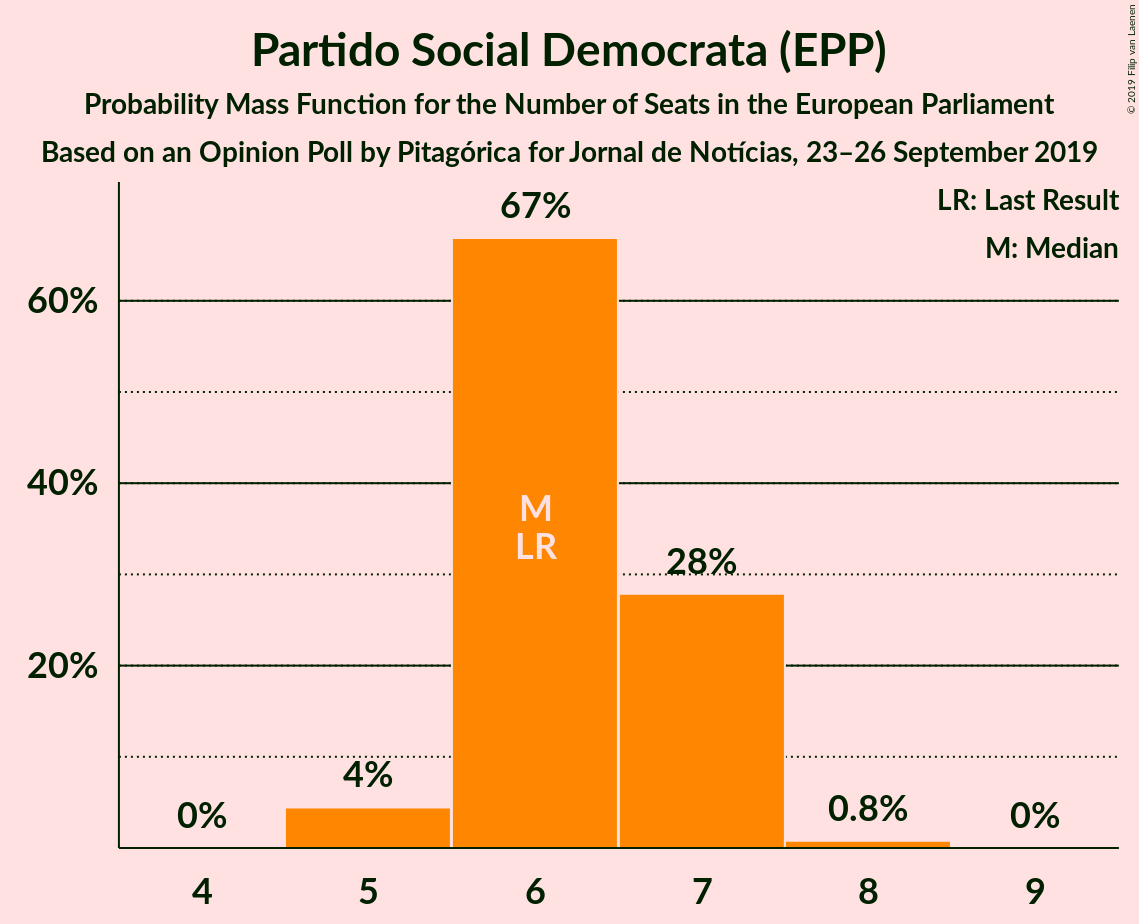 Partido Social Democrata (EPP)
Probability Mass Function for the Number of Seats in the European Parliament
Based on an Opinion Poll by Pitagórica for Jornal de Notícias, 23–26 September 2019
© 2019 Filip van Laenen
LR: Last Result
M: Median
67%
60%
40%
M
LR
28%
20%
4%
0%
0.8%
0%
4 5 6 7 8 9